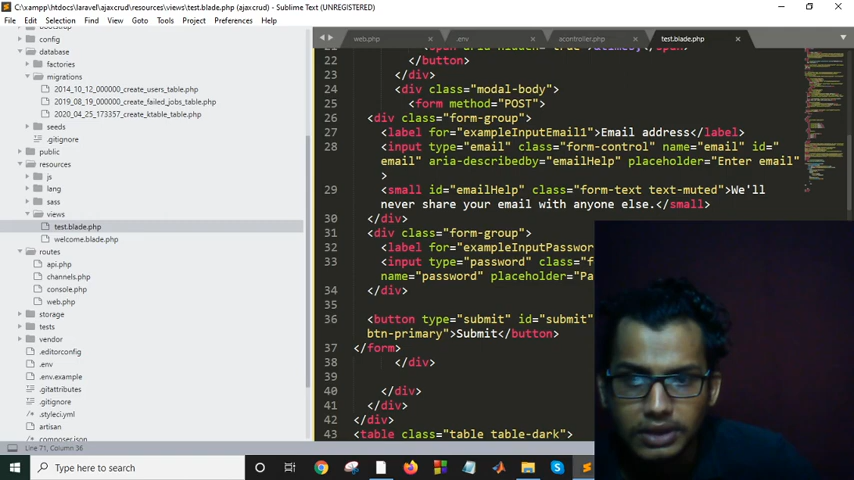 C:\xampp\htdocs\laravel\ajaxcrud\resources\views\test.blade.php (ajaxcrud) - Sublime Text (UNREGISTERED)
File Edit Selection Find View Goto Tools Project Preferences Help
web.php × .env × acontroller.php × test.blade.php ×
config
database
factories
migrations
2014_10_12_000000_create_users_table.php
2019_08_19_000000_create_failed_jobs_table.php
2020_04_25_173357_create_ktable_table.php
seeds
.gitignore
public
resources
js
lang
sass
views
test.blade.php
welcome.blade.php
routes
api.php
channels.php
console.php
web.php
storage
tests
vendor
.editorconfig
.env
.env.example
.gitattributes
.gitignore
.styleci.yml
artisan
composer.json
22 </button>
23 </div>
24 <div class="modal-body">
25 <form method="POST">
26 <div class="form-group">
27 <label for="exampleInputEmail1">Email address</label>
28 <input type="email" class="form-control" name="email" id="
email" aria-describedby="emailHelp" placeholder="Enter email"
>
29 <small id="emailHelp" class="form-text text-muted">We'll
never share your email with anyone else.</small>
30 </div>
31 <div class="form-group">
32 <label for="exampleInputPasswor
33 <input type="password" class="f
name="password" placeholder="Pa
34 </div>
35
36 <button type="submit" id="submit"
btn-primary">Submit</button>
37 </form>
38 </div>
39
40 </div>
41 </div>
42 </div>
43 <table class="table table-dark">
Line 71, Column 36
Type here to search